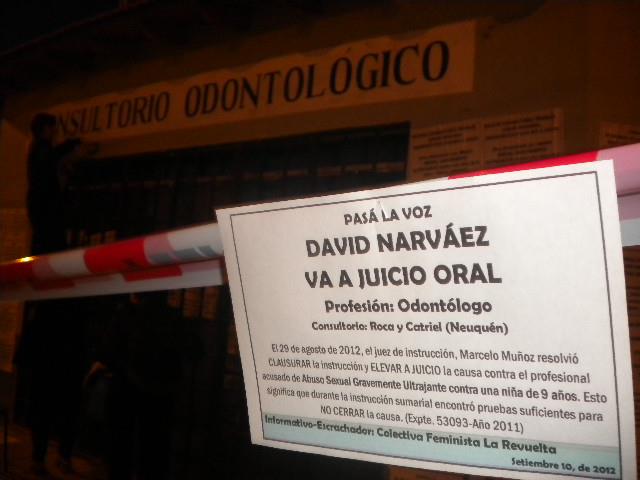 NSULTORIO ODONTOLÓGICO
PASÁ LA VOZ
DAVID NARVÁEZ
VA A JUICIO ORAL
Profesión: Odontólogo
Consultorio: Roca y Catriel (Neuquén)
El 29 de agosto de 2012, el juez de instrucción, Marcelo Muñoz resolvió
CLAUSURAR la instrucción y ELEVAR A JUICIO la causa contra el profesional
acusado de Abuso Sexual Gravemente Ultrajante contra una niña de 9 años. Esto
significa que durante la instrucción sumarial encontró pruebas suficientes para
NO CERRAR la causa. (Expte. 53093-Año 2011)
Informativo-Escrachador: Colectiva Feminista La Revuelta
Setiembre 10, de 2012